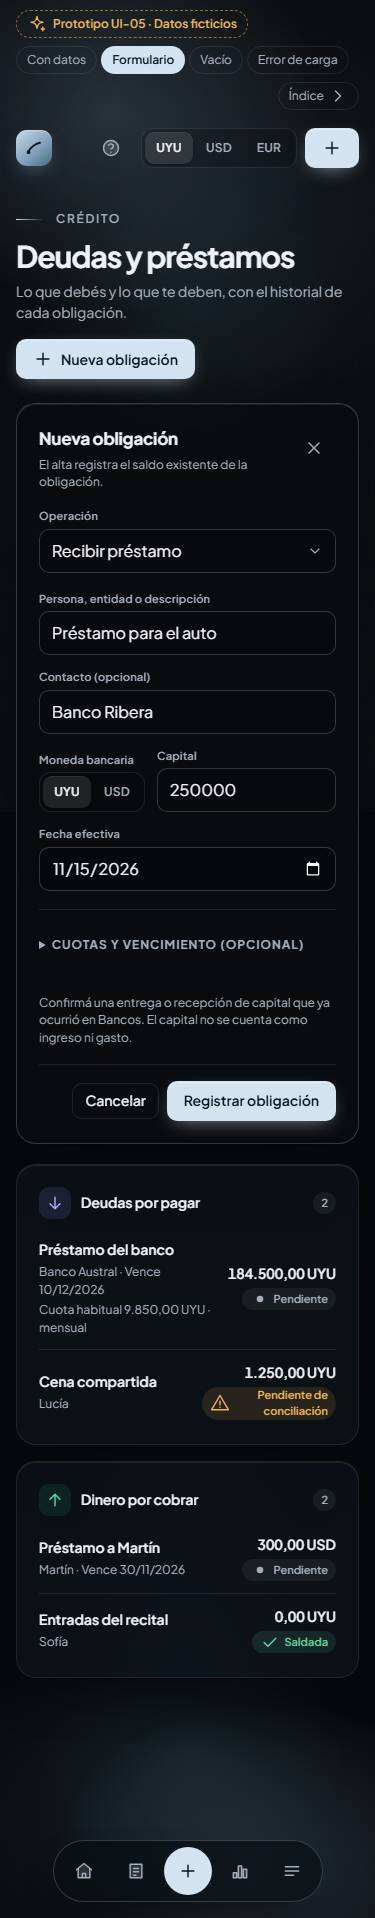 Prototipo UI-05 · Datos ficticios
Con datos
Formulario
Vacío
Error de carga
Índice
UYU
USD
EUR
CRÉDITO
Deudas y préstamos
Lo que debés y lo que te deben, con el historial de
cada obligación.
Nueva obligación
Nueva obligación
El alta registra el saldo existente de la
obligación.
Operación
Recibir préstamo
Persona, entidad o descripción
Préstamo para el auto
Contacto (opcional)
Banco Ribera
Moneda bancaria
Capital
UYU
USD
250000
Fecha efectiva
11/15/2026
CUOTAS Y VENCIMIENTO (OPCIONAL)
Confirmá una entrega o recepción de capital que ya
ocurrió en Bancos. El capital no se cuenta como
ingreso ni gasto.
Cancelar
Registrar obligación
Deudas por pagar
2
Préstamo del banco
Banco Austral · Vence
10/12/2026
Cuota habitual 9.850,00 UYU ·
mensual
184.500,00 UYU
Pendiente
Cena compartida
Lucía
1.250,00 UYU
Pendiente de
conciliación
Dinero por cobrar
2
Préstamo a Martín
Martín · Vence 30/11/2026
300,00 USD
Pendiente
Entradas del recital
Sofía
0,00 UYU
Saldada